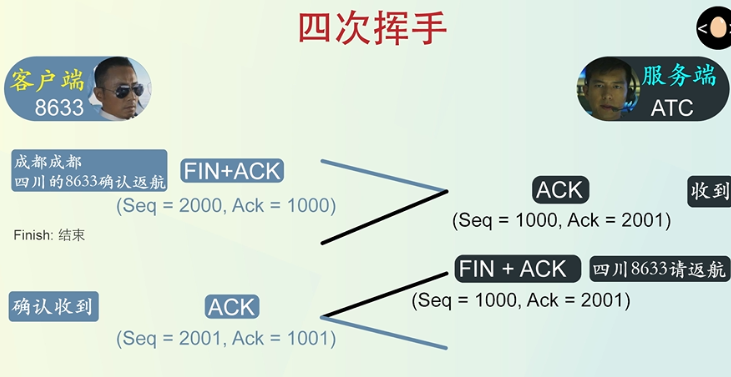 四次挥手
客户端
8633
服务端
ATC
成都成都
四川的8633确认返航
FIN+ACK
(Seq = 2000, Ack = 1000)
ACK
收到
(Seq = 1000, Ack = 2001)
Finish: 结束
FIN + ACK
四川8633请返航
(Seq = 1000, Ack = 2001)
确认收到
ACK
(Seq = 2001, Ack = 1001)